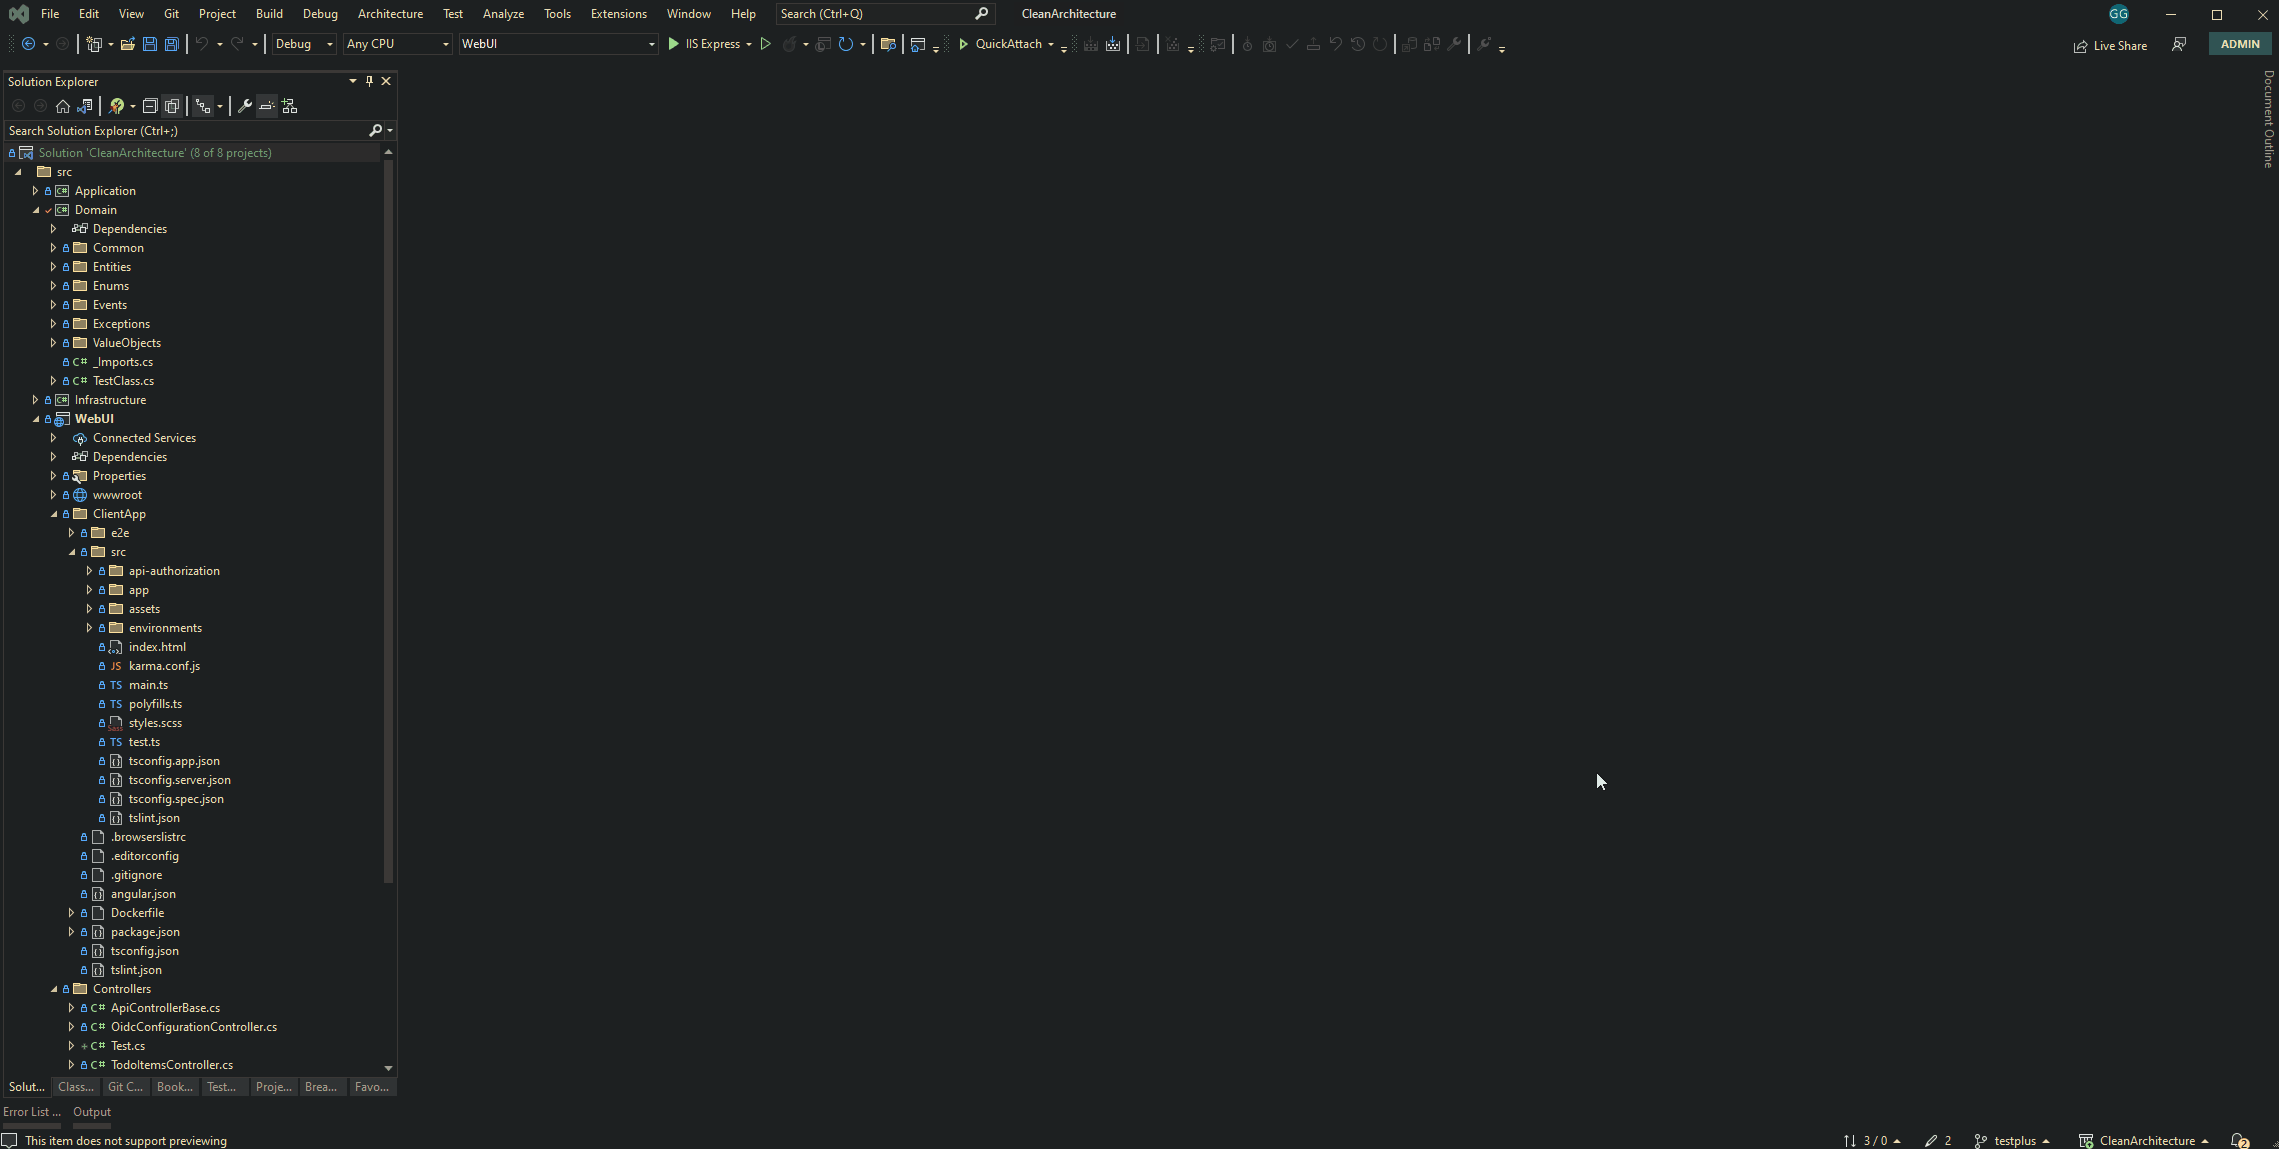 File Edit View Git Project Build Debug Architecture Test Analyze Tools Extensions Window Help Search (Ctrl+Q) CleanArchitecture GG
Debug Any CPU WebUI IIS Express QuickAttach Live Share ADMIN
Document Outline
Solution Explorer
Search Solution Explorer (Ctrl+;)
Solution 'CleanArchitecture' (8 of 8 projects)
src
C# Application
C# Domain
Dependencies
Common
Entities
Enums
Events
Exceptions
ValueObjects
C# _Imports.cs
C# TestClass.cs
C# Infrastructure
WebUI
Connected Services
Dependencies
Properties
wwwroot
ClientApp
e2e
src
api-authorization
app
assets
environments
index.html
JS karma.conf.js
TS main.ts
TS polyfills.ts
styles.scss
TS test.ts
tsconfig.app.json
tsconfig.server.json
tsconfig.spec.json
tslint.json
.browserslistrc
.editorconfig
.gitignore
angular.json
Dockerfile
package.json
tsconfig.json
tslint.json
Controllers
C# ApiControllerBase.cs
C# OidcConfigurationController.cs
+ C# Test.cs
C# TodoItemsController.cs
Solut... Class... Git C... Book... Test... Proje... Brea... Favo...
Error List ... Output
This item does not support previewing 3 / 0 2 testplus CleanArchitecture 2